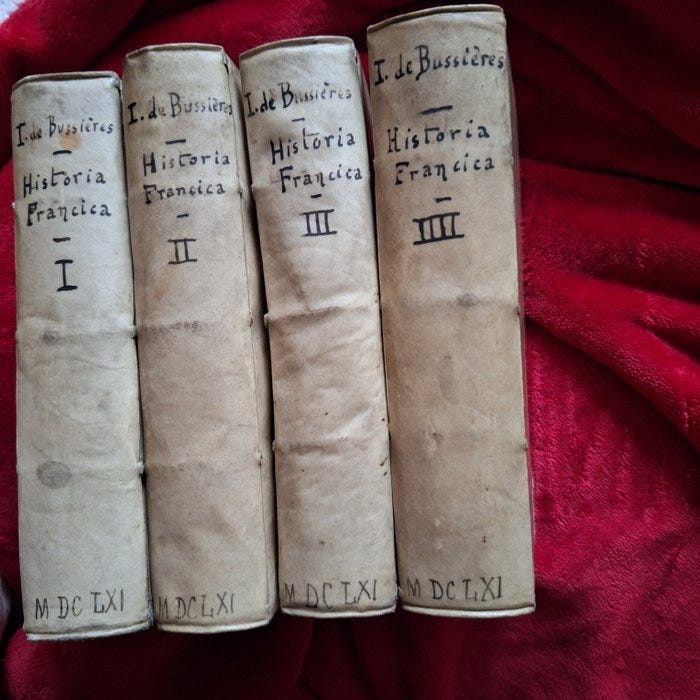 I. de Bussières
Historia
Francica
I
M DC LXI
I. de Bussières
Historia
Francica
II
M DC LXI
I. de Bussières
Historia
Francica
III
M DC LXI
I. de Bussières
Historia
Francica
IIII
M DC LXI